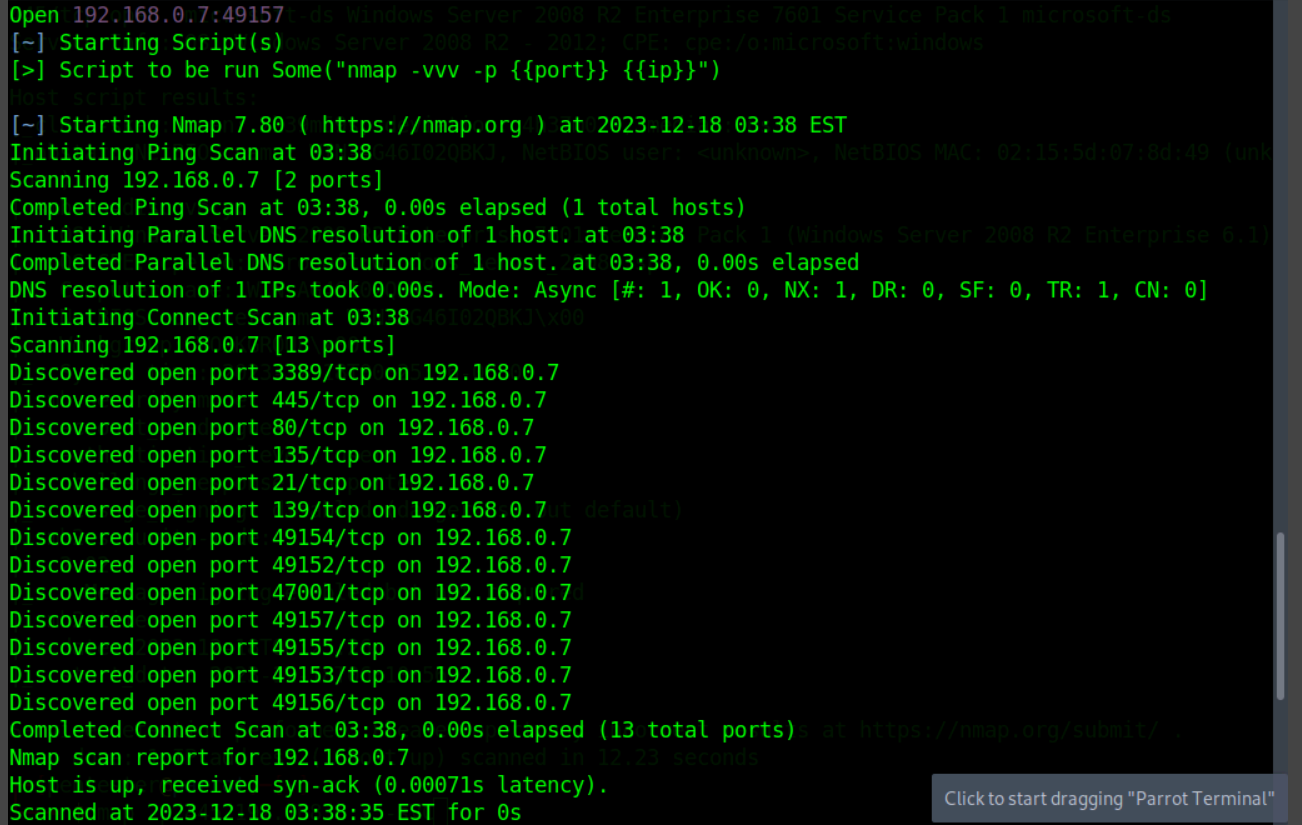 Open 192.168.0.7:49157
[~] Starting Script(s)
[>] Script to be run Some("nmap -vvv -p {{port}} {{ip}}")
Host script results:
[~] Starting Nmap 7.80 ( https://nmap.org ) at 2023-12-18 03:38 EST
Initiating Ping Scan at 03:38
Scanning 192.168.0.7 [2 ports]
Completed Ping Scan at 03:38, 0.00s elapsed (1 total hosts)
Initiating Parallel DNS resolution of 1 host. at 03:38
Completed Parallel DNS resolution of 1 host. at 03:38, 0.00s elapsed
DNS resolution of 1 IPs took 0.00s. Mode: Async [#: 1, OK: 0, NX: 1, DR: 0, SF: 0, TR: 1, CN: 0]
Initiating Connect Scan at 03:38
Scanning 192.168.0.7 [13 ports]
Discovered open port 3389/tcp on 192.168.0.7
Discovered open port 445/tcp on 192.168.0.7
Discovered open port 80/tcp on 192.168.0.7
Discovered open port 135/tcp on 192.168.0.7
Discovered open port 21/tcp on 192.168.0.7
Discovered open port 139/tcp on 192.168.0.7
Discovered open port 49154/tcp on 192.168.0.7
Discovered open port 49152/tcp on 192.168.0.7
Discovered open port 47001/tcp on 192.168.0.7
Discovered open port 49157/tcp on 192.168.0.7
Discovered open port 49155/tcp on 192.168.0.7
Discovered open port 49153/tcp on 192.168.0.7
Discovered open port 49156/tcp on 192.168.0.7
Completed Connect Scan at 03:38, 0.00s elapsed (13 total ports)
Nmap scan report for 192.168.0.7
Host is up, received syn-ack (0.00071s latency).
Scanned at 2023-12-18 03:38:35 EST for 0s
Click to start dragging "Parrot Terminal"